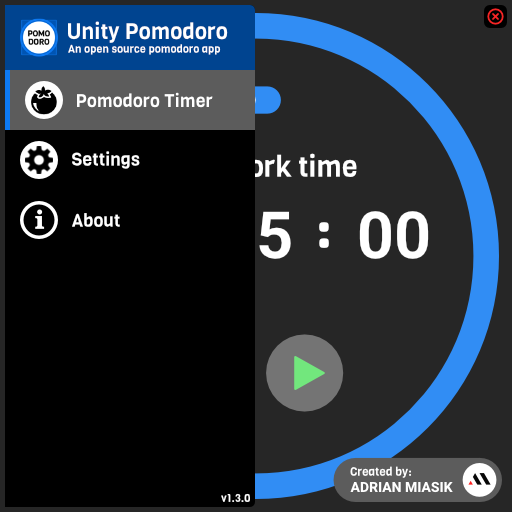 POMO
DORO
Unity Pomodoro
An open source pomodoro app
Pomodoro Timer
Settings
About
ork time
5 : 00
Created by:
ADRIAN MIASIK
v1.3.0